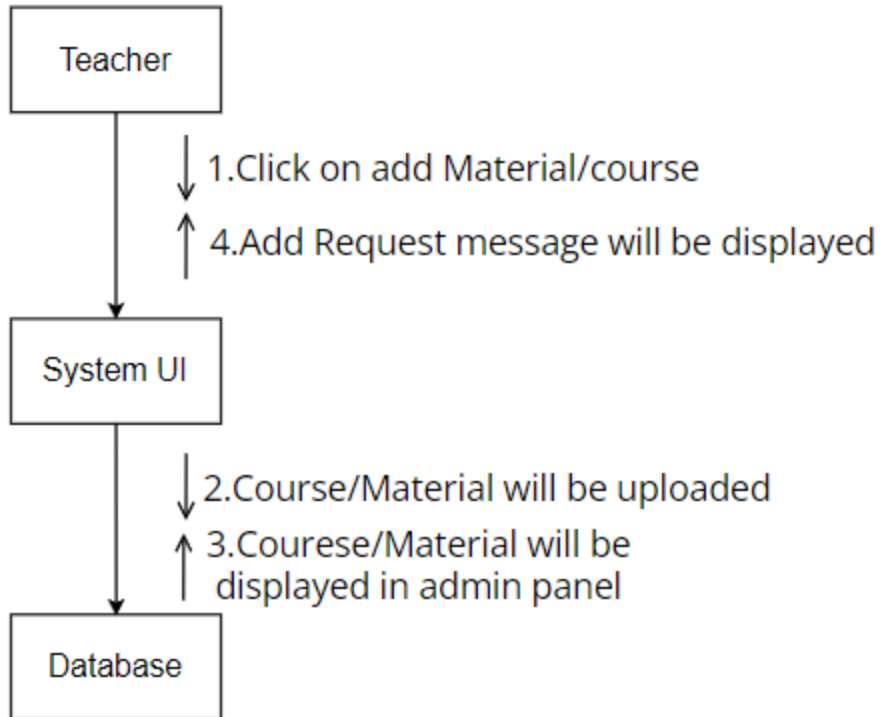 Teacher
1.Click on add Material/course
4.Add Request message will be displayed
System UI
2.Course/Material will be uploaded
3.Courese/Material will be
displayed in admin panel
Database